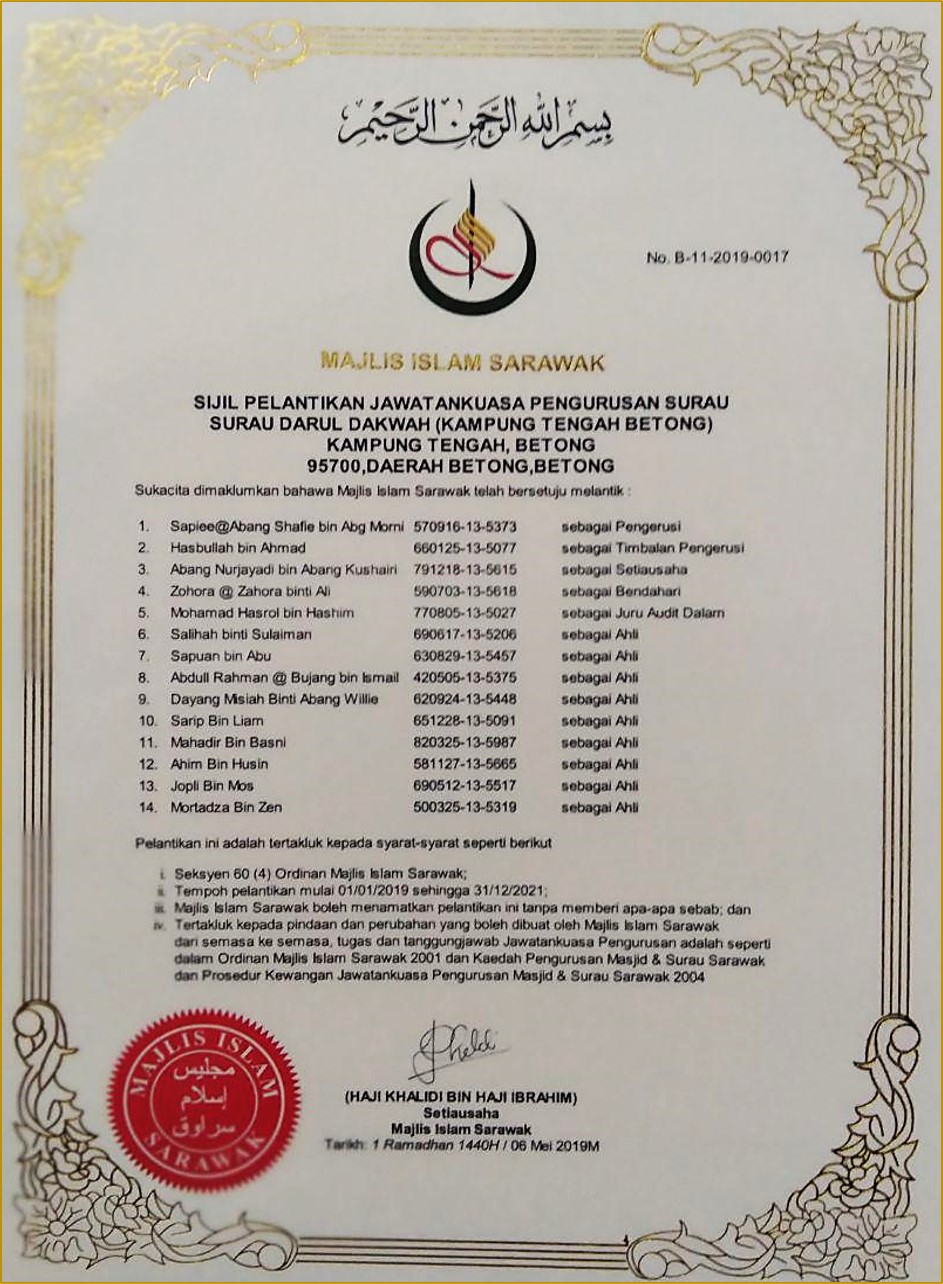 بسم الله الرحمن الرحيم
No. B-11-2019-0017
MAJLIS ISLAM SARAWAK
SIJIL PELANTIKAN JAWATANKUASA PENGURUSAN SURAU
SURAU DARUL DAKWAH (KAMPUNG TENGAH BETONG)
KAMPUNG TENGAH, BETONG
95700,DAERAH BETONG,BETONG
Sukacita dimaklumkan bahawa Majlis Islam Sarawak telah bersetuju melantik :
1. Sapiee@Abang Shafie bin Abg Morni 570916-13-5373 sebagai Pengerusi
2. Hasbullah bin Ahmad 660125-13-5077 sebagai Timbalan Pengerusi
3. Abang Nurjayadi bin Abang Kushairi 791218-13-5615 sebagai Setiausaha
4. Zohora @ Zahora binti Ali 590703-13-5618 sebagai Bendahari
5. Mohamad Hasrol bin Hashim 770805-13-5027 sebagai Juru Audit Dalam
6. Salihah binti Sulaiman 690617-13-5206 sebagai Ahli
7. Sapuan bin Abu 630829-13-5457 sebagai Ahli
8. Abdull Rahman @ Bujang bin Ismail 420505-13-5375 sebagai Ahli
9. Dayang Misiah Binti Abang Willie 620924-13-5448 sebagai Ahli
10. Sarip Bin Liam 651228-13-5091 sebagai Ahli
11. Mahadir Bin Basni 820325-13-5987 sebagai Ahli
12. Ahim Bin Husin 581127-13-5665 sebagai Ahli
13. Jopli Bin Mos 690512-13-5517 sebagai Ahli
14. Mortadza Bin Zen 500325-13-5319 sebagai Ahli
Pelantikan ini adalah tertakluk kepada syarat-syarat seperti berikut
i. Seksyen 60 (4) Ordinan Majlis Islam Sarawak;
ii. Tempoh pelantikan mulai 01/01/2019 sehingga 31/12/2021;
iii. Majlis Islam Sarawak boleh menamatkan pelantikan ini tanpa memberi apa-apa sebab; dan
iv. Tertakluk kepada pindaan dan perubahan yang boleh dibuat oleh Majlis Islam Sarawak
dari semasa ke semasa, tugas dan tanggungjawab Jawatankuasa Pengurusan adalah seperti
dalam Ordinan Majlis Islam Sarawak 2001 dan Kaedah Pengurusan Masjid & Surau Sarawak
dan Prosedur Kewangan Jawatankuasa Pengurusan Masjid & Surau Sarawak 2004
MAJLIS ISLAM
مجليس
إسلام
سراوق
SARAWAK
(HAJI KHALIDI BIN HAJI IBRAHIM)
Setiausaha
Majlis Islam Sarawak
Tarikh: 1 Ramadhan 1440H / 06 Mei 2019M